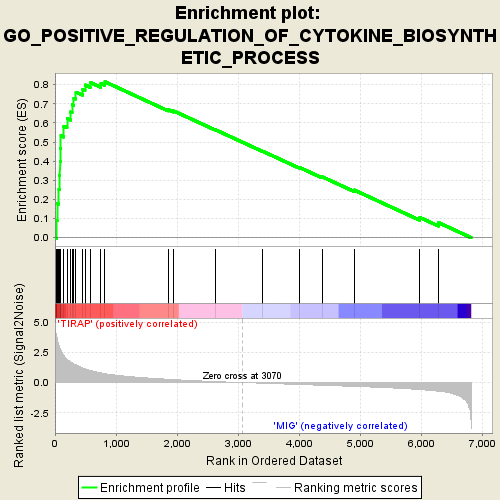 Enrichment plot:
GO_POSITIVE_REGULATION_OF_CYTOKINE_BIOSYNTH
ETIC_PROCESS
Enrichment score (ES)
0.8
0.7
0.6
0.5
0.4
0.3
0.2
0.1
0.0
Ranked list metric (Signal2Noise)
5.0
2.5
0.0
-2.5
'TIRAP' (positively correlated)
Zero cross at 3070
'MIG' (negatively correlated)
0 1,000 2,000 3,000 4,000 5,000 6,000 7,000
Rank in Ordered Dataset
Enrichment profile Hits Ranking metric scores